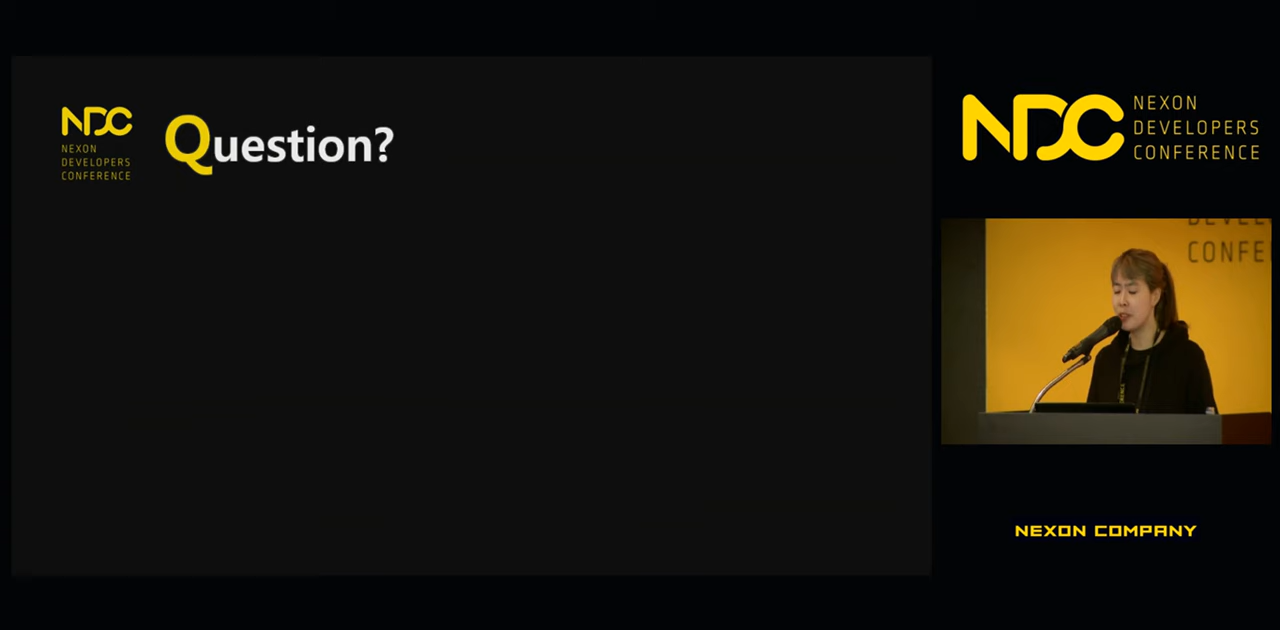 NDC
NEXON
DEVELOPERS
CONFERENCE
Question?
NDC
NEXON
DEVELOPERS
CONFERENCE
CONFE
NEXON COMPANY